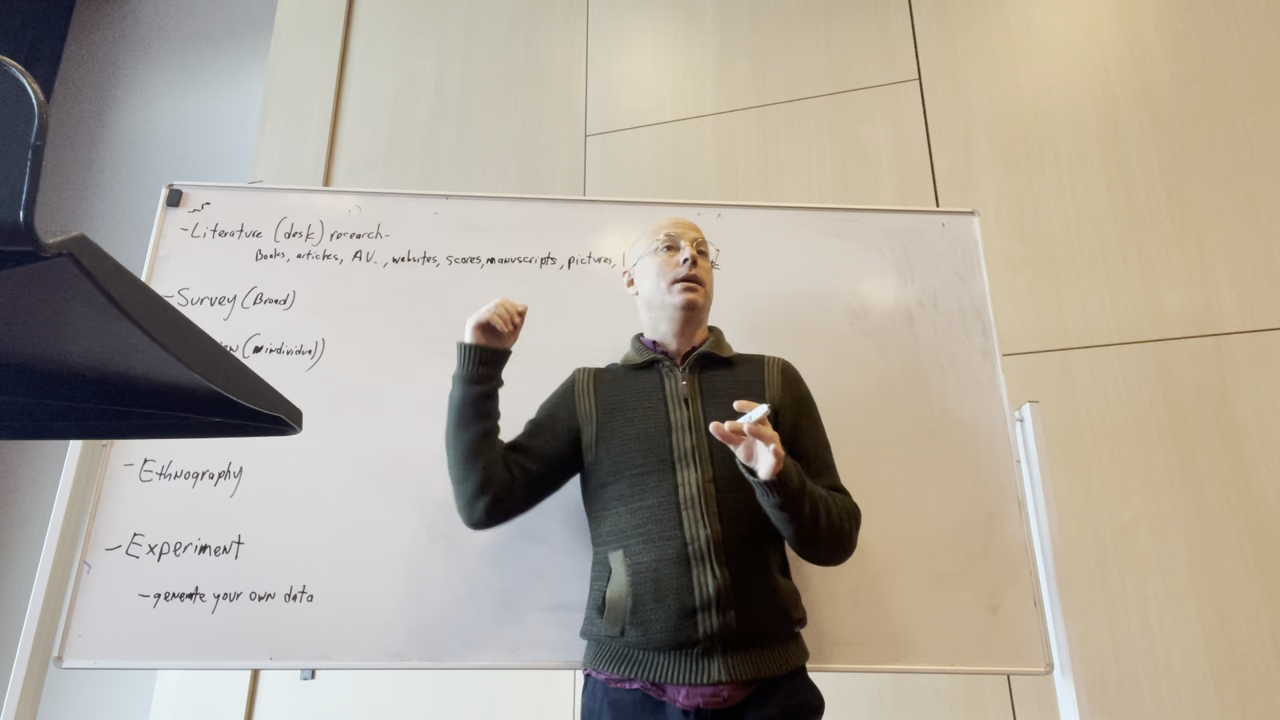 -Literature (desk) research-
Books, articles, AV., websites, scores, manuscripts, pictures,
-Survey (Broad)
(individual)
-Ethnography
-Experiment
-generate your own data